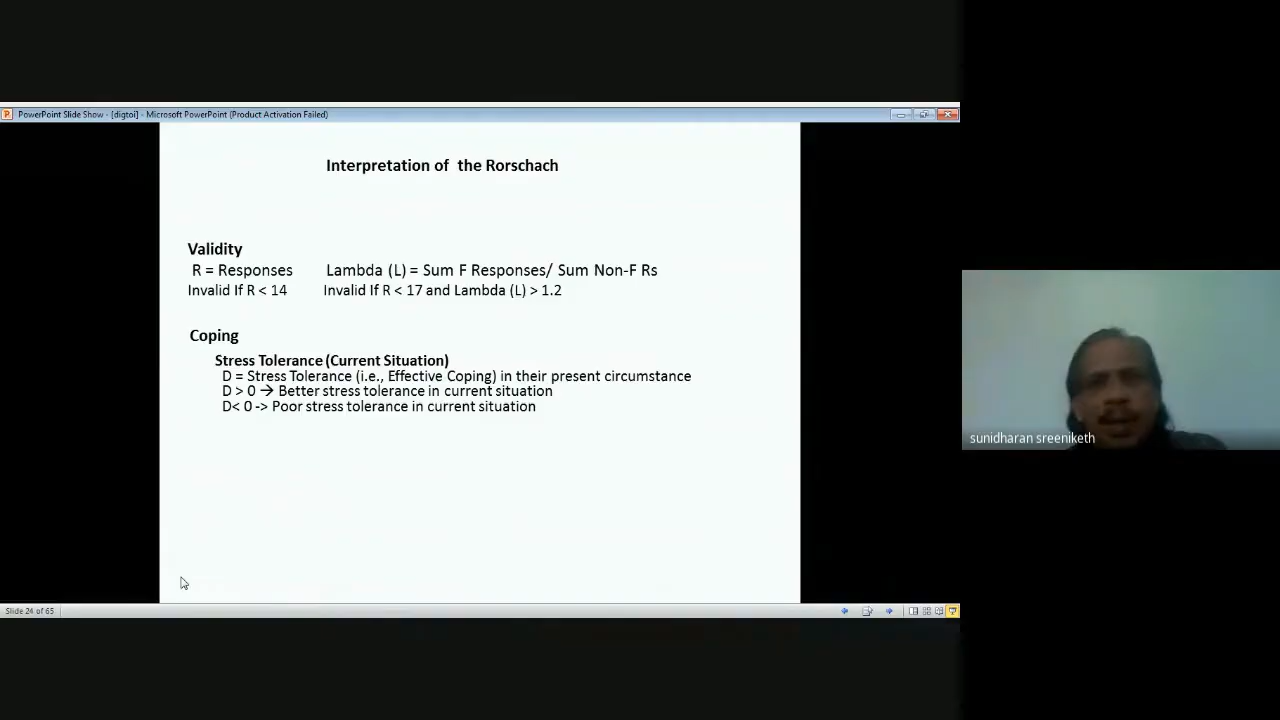 PowerPoint Slide Show - [digtoi] - Microsoft PowerPoint (Product Activation Failed)
Interpretation of  the Rorschach
Validity
R = Responses Lambda (L) = Sum F Responses/ Sum Non-F Rs
Invalid If R < 14 Invalid If R < 17 and Lambda (L) > 1.2
Coping
Stress Tolerance (Current Situation)
D = Stress Tolerance (i.e., Effective Coping) in their present circumstance
D > 0 → Better stress tolerance in current situation
D< 0 -> Poor stress tolerance in current situation
sunidharan sreeniketh
Slide 24 of 65